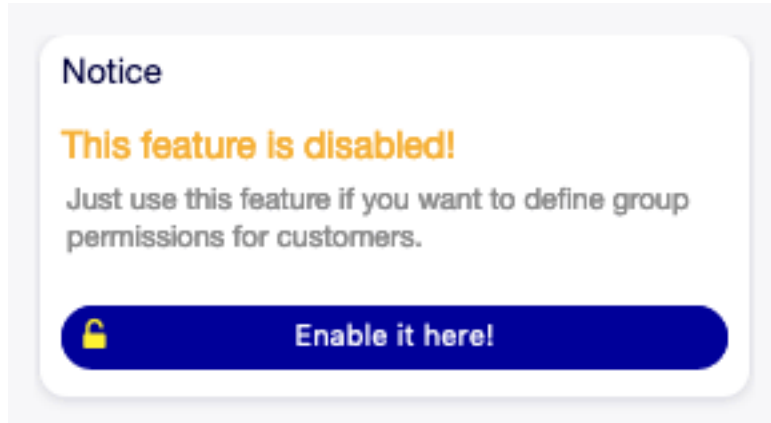 Notice
This feature is disabled!
Just use this feature if you want to define group
permissions for customers.
Enable it here!